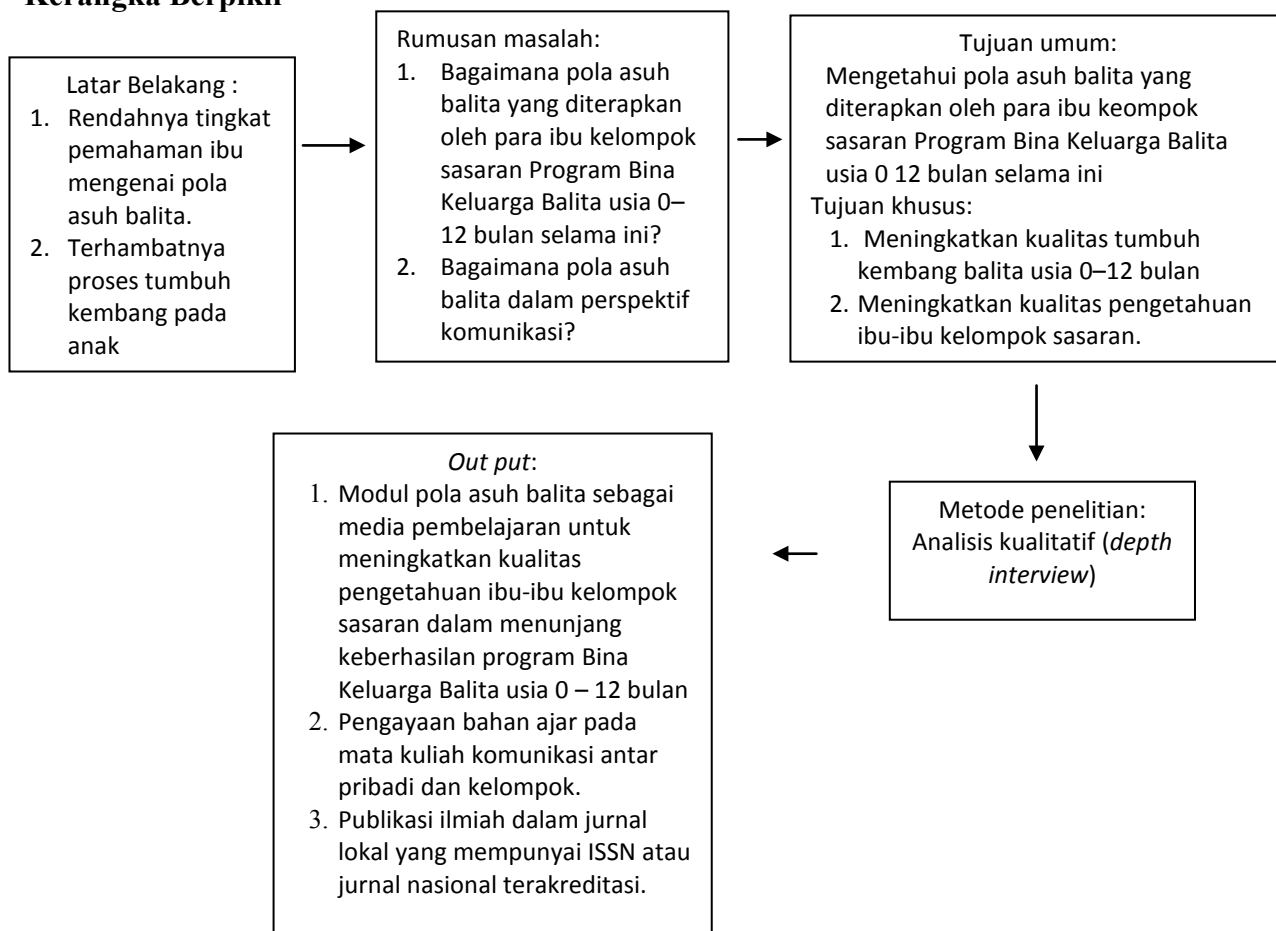 Kerangka Berpikir
Latar Belakang :
1. Rendahnya tingkat
pemahaman ibu
mengenai pola
asuh balita.
2. Terhambatnya
proses tumbuh
kembang pada
anak
Rumusan masalah:
1. Bagaimana pola asuh
balita yang diterapkan
oleh para ibu kelompok
sasaran Program Bina
Keluarga Balita usia 0–
12 bulan selama ini?
2. Bagaimana pola asuh
balita dalam perspektif
komunikasi?
Tujuan umum:
Mengetahui pola asuh balita yang
diterapkan oleh para ibu keompok
sasaran Program Bina Keluarga Balita
usia 0 12 bulan selama ini
Tujuan khusus:
1. Meningkatkan kualitas tumbuh
kembang balita usia 0–12 bulan
2. Meningkatkan kualitas pengetahuan
ibu-ibu kelompok sasaran.
Metode penelitian:
Analisis kualitatif (depth
interview)
Out put:
1. Modul pola asuh balita sebagai
media pembelajaran untuk
meningkatkan kualitas
pengetahuan ibu-ibu kelompok
sasaran dalam menunjang
keberhasilan program Bina
Keluarga Balita usia 0 – 12 bulan
2. Pengayaan bahan ajar pada
mata kuliah komunikasi antar
pribadi dan kelompok.
3. Publikasi ilmiah dalam jurnal
lokal yang mempunyai ISSN atau
jurnal nasional terakreditasi.